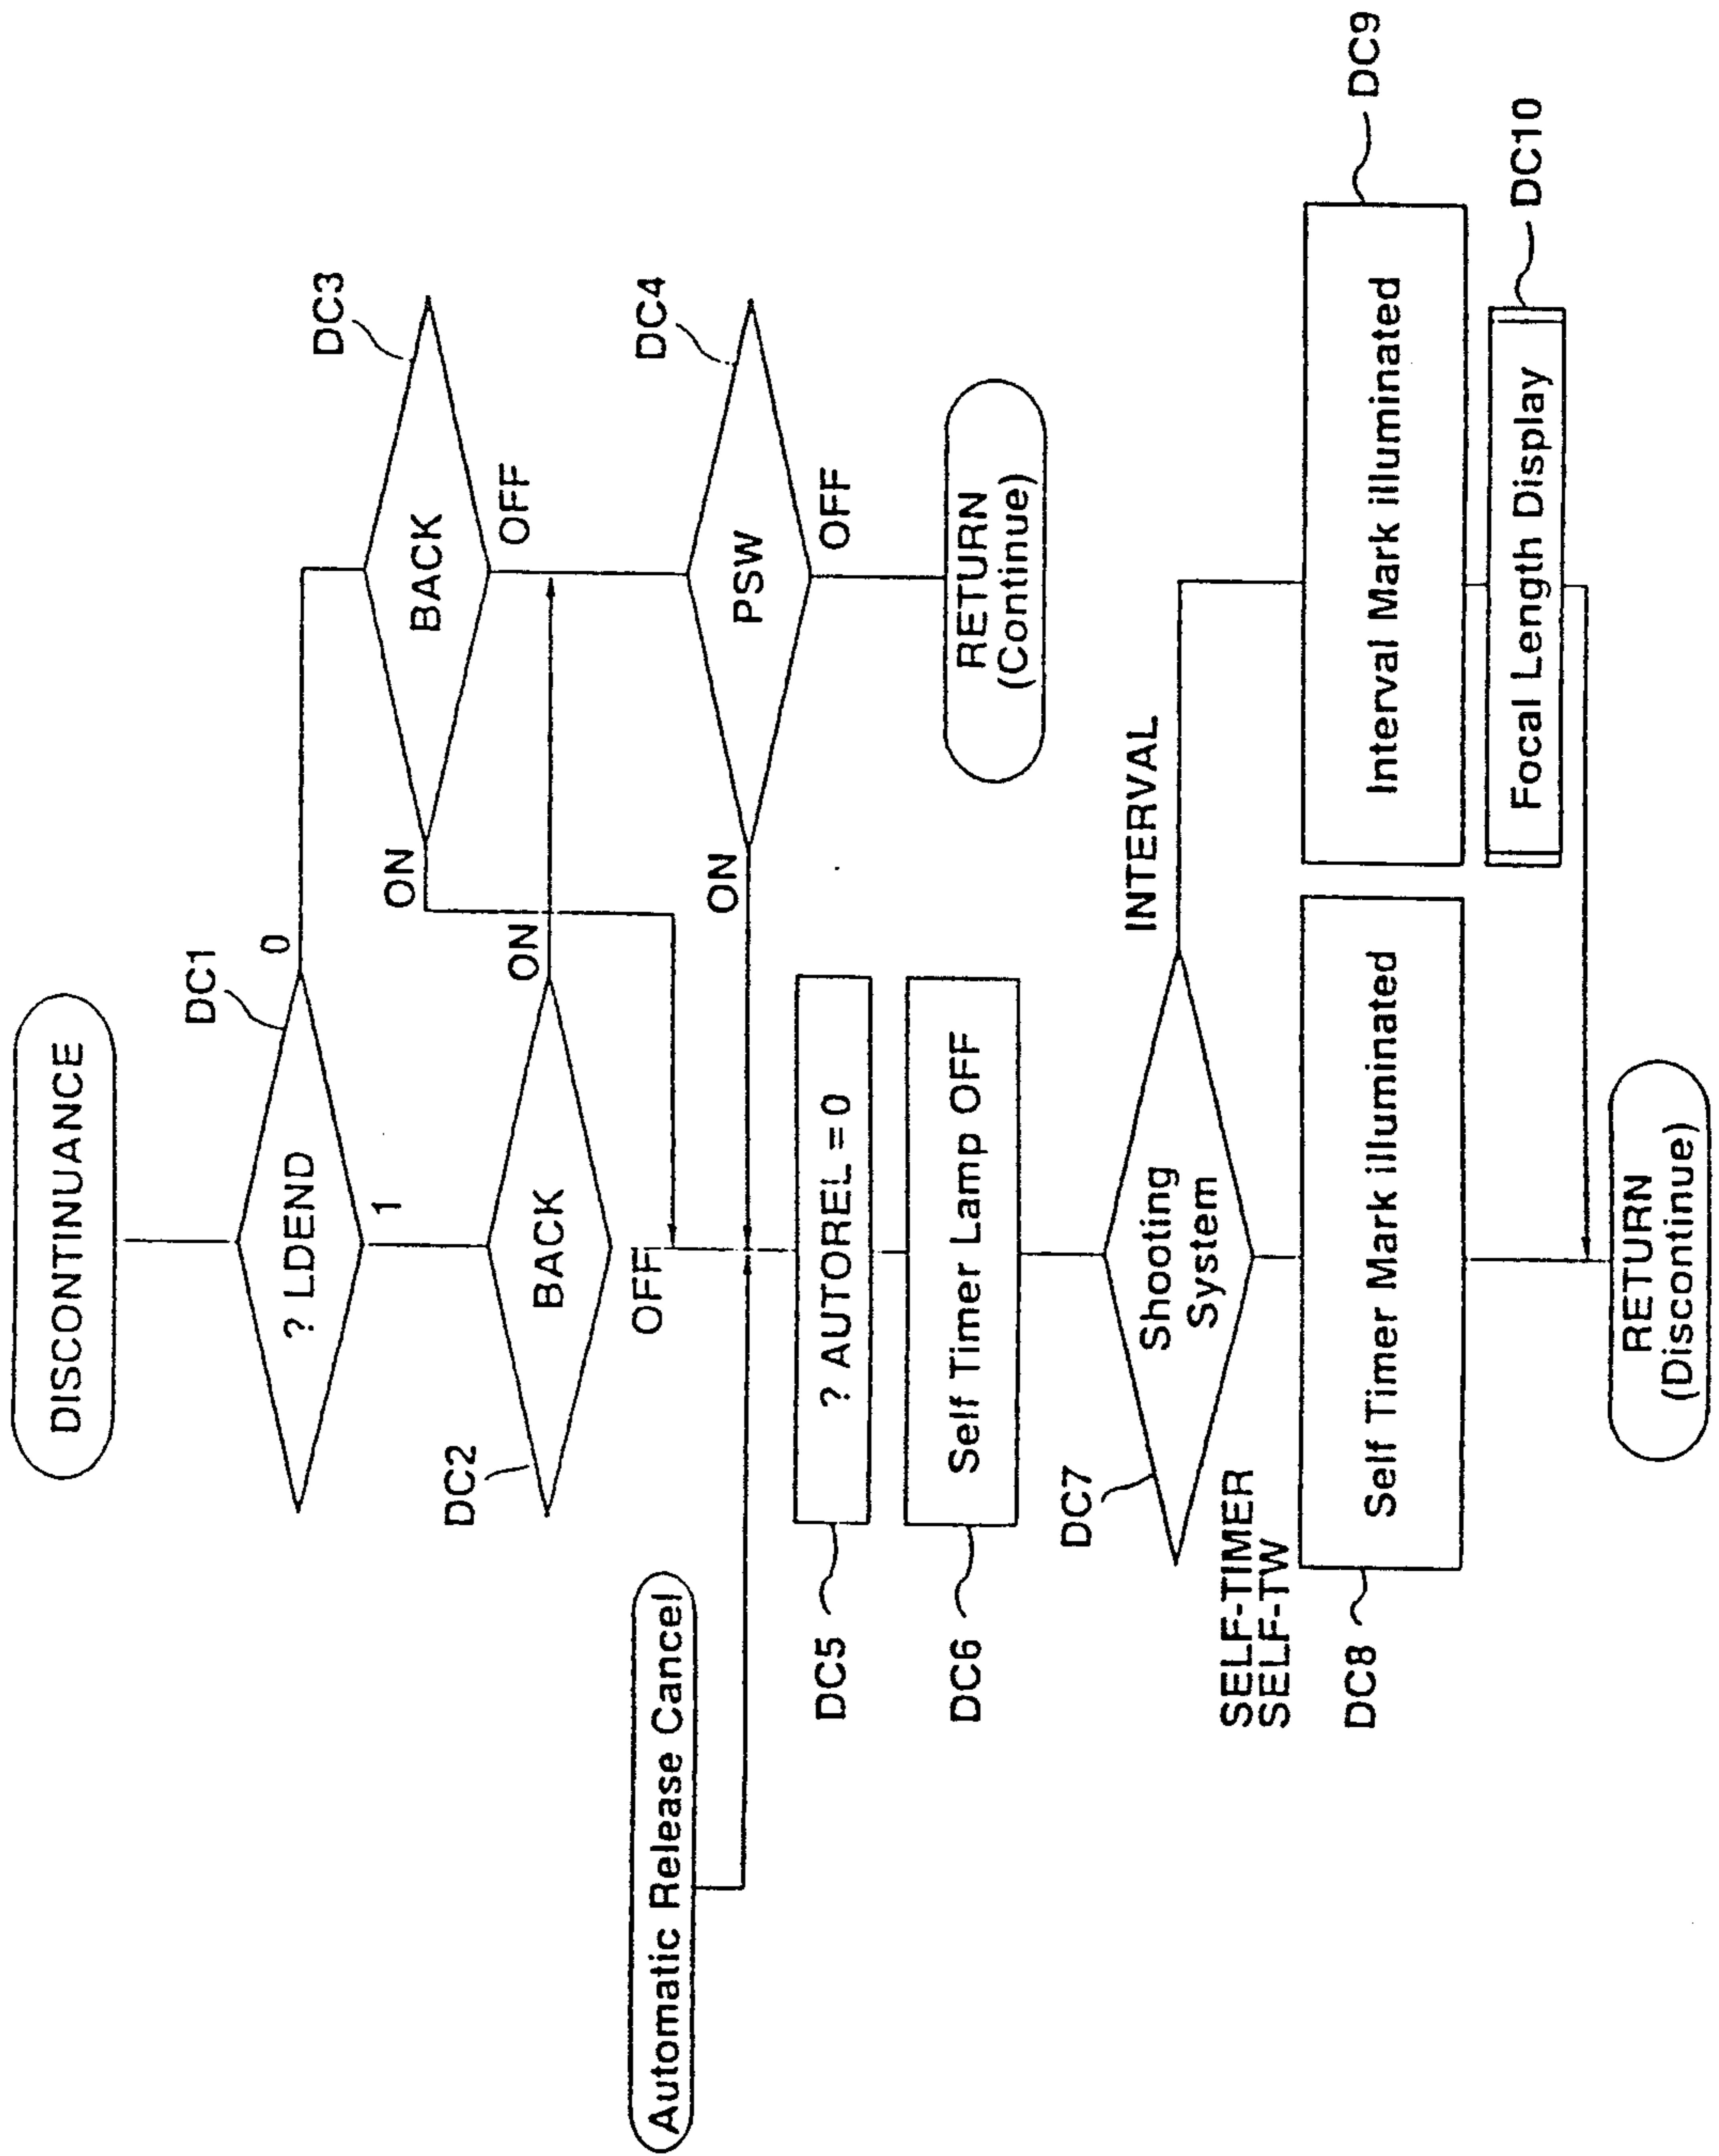 DISCONTINUANCE
DC1
? LDEND
0
1
DC3
BACK
ON
OFF
DC2
BACK
ON
OFF
DC4
PSW
ON
OFF
RETURN
(Continue)
Automatic Release Cancel
DC5
? AUTOREL = 0
DC6
Self Timer Lamp OFF
DC7
Shooting
System
INTERVAL
SELF-TIMER
SELF-TW
DC8
Self Timer Mark illuminated
DC9
Interval Mark illuminated
DC10
Focal Length Display
RETURN
(Discontinue)